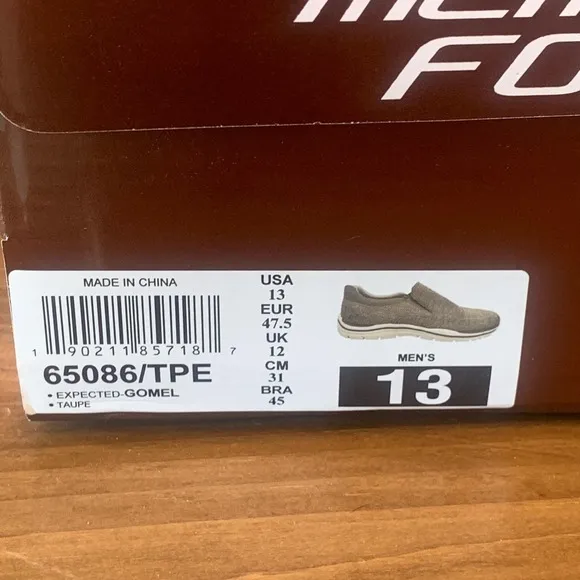 MADE IN CHINA
1 90211 85718 7
65086/TPE
• EXPECTED-GOMEL
• TAUPE
USA
13
EUR
47.5
UK
12
CM
31
BRA
45
MEN'S
13